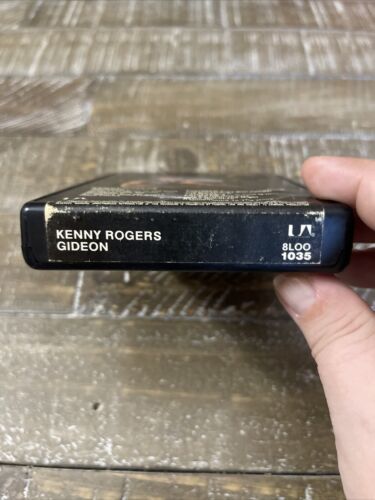 KENNY ROGERS
GIDEON
UA
8LOO
1035